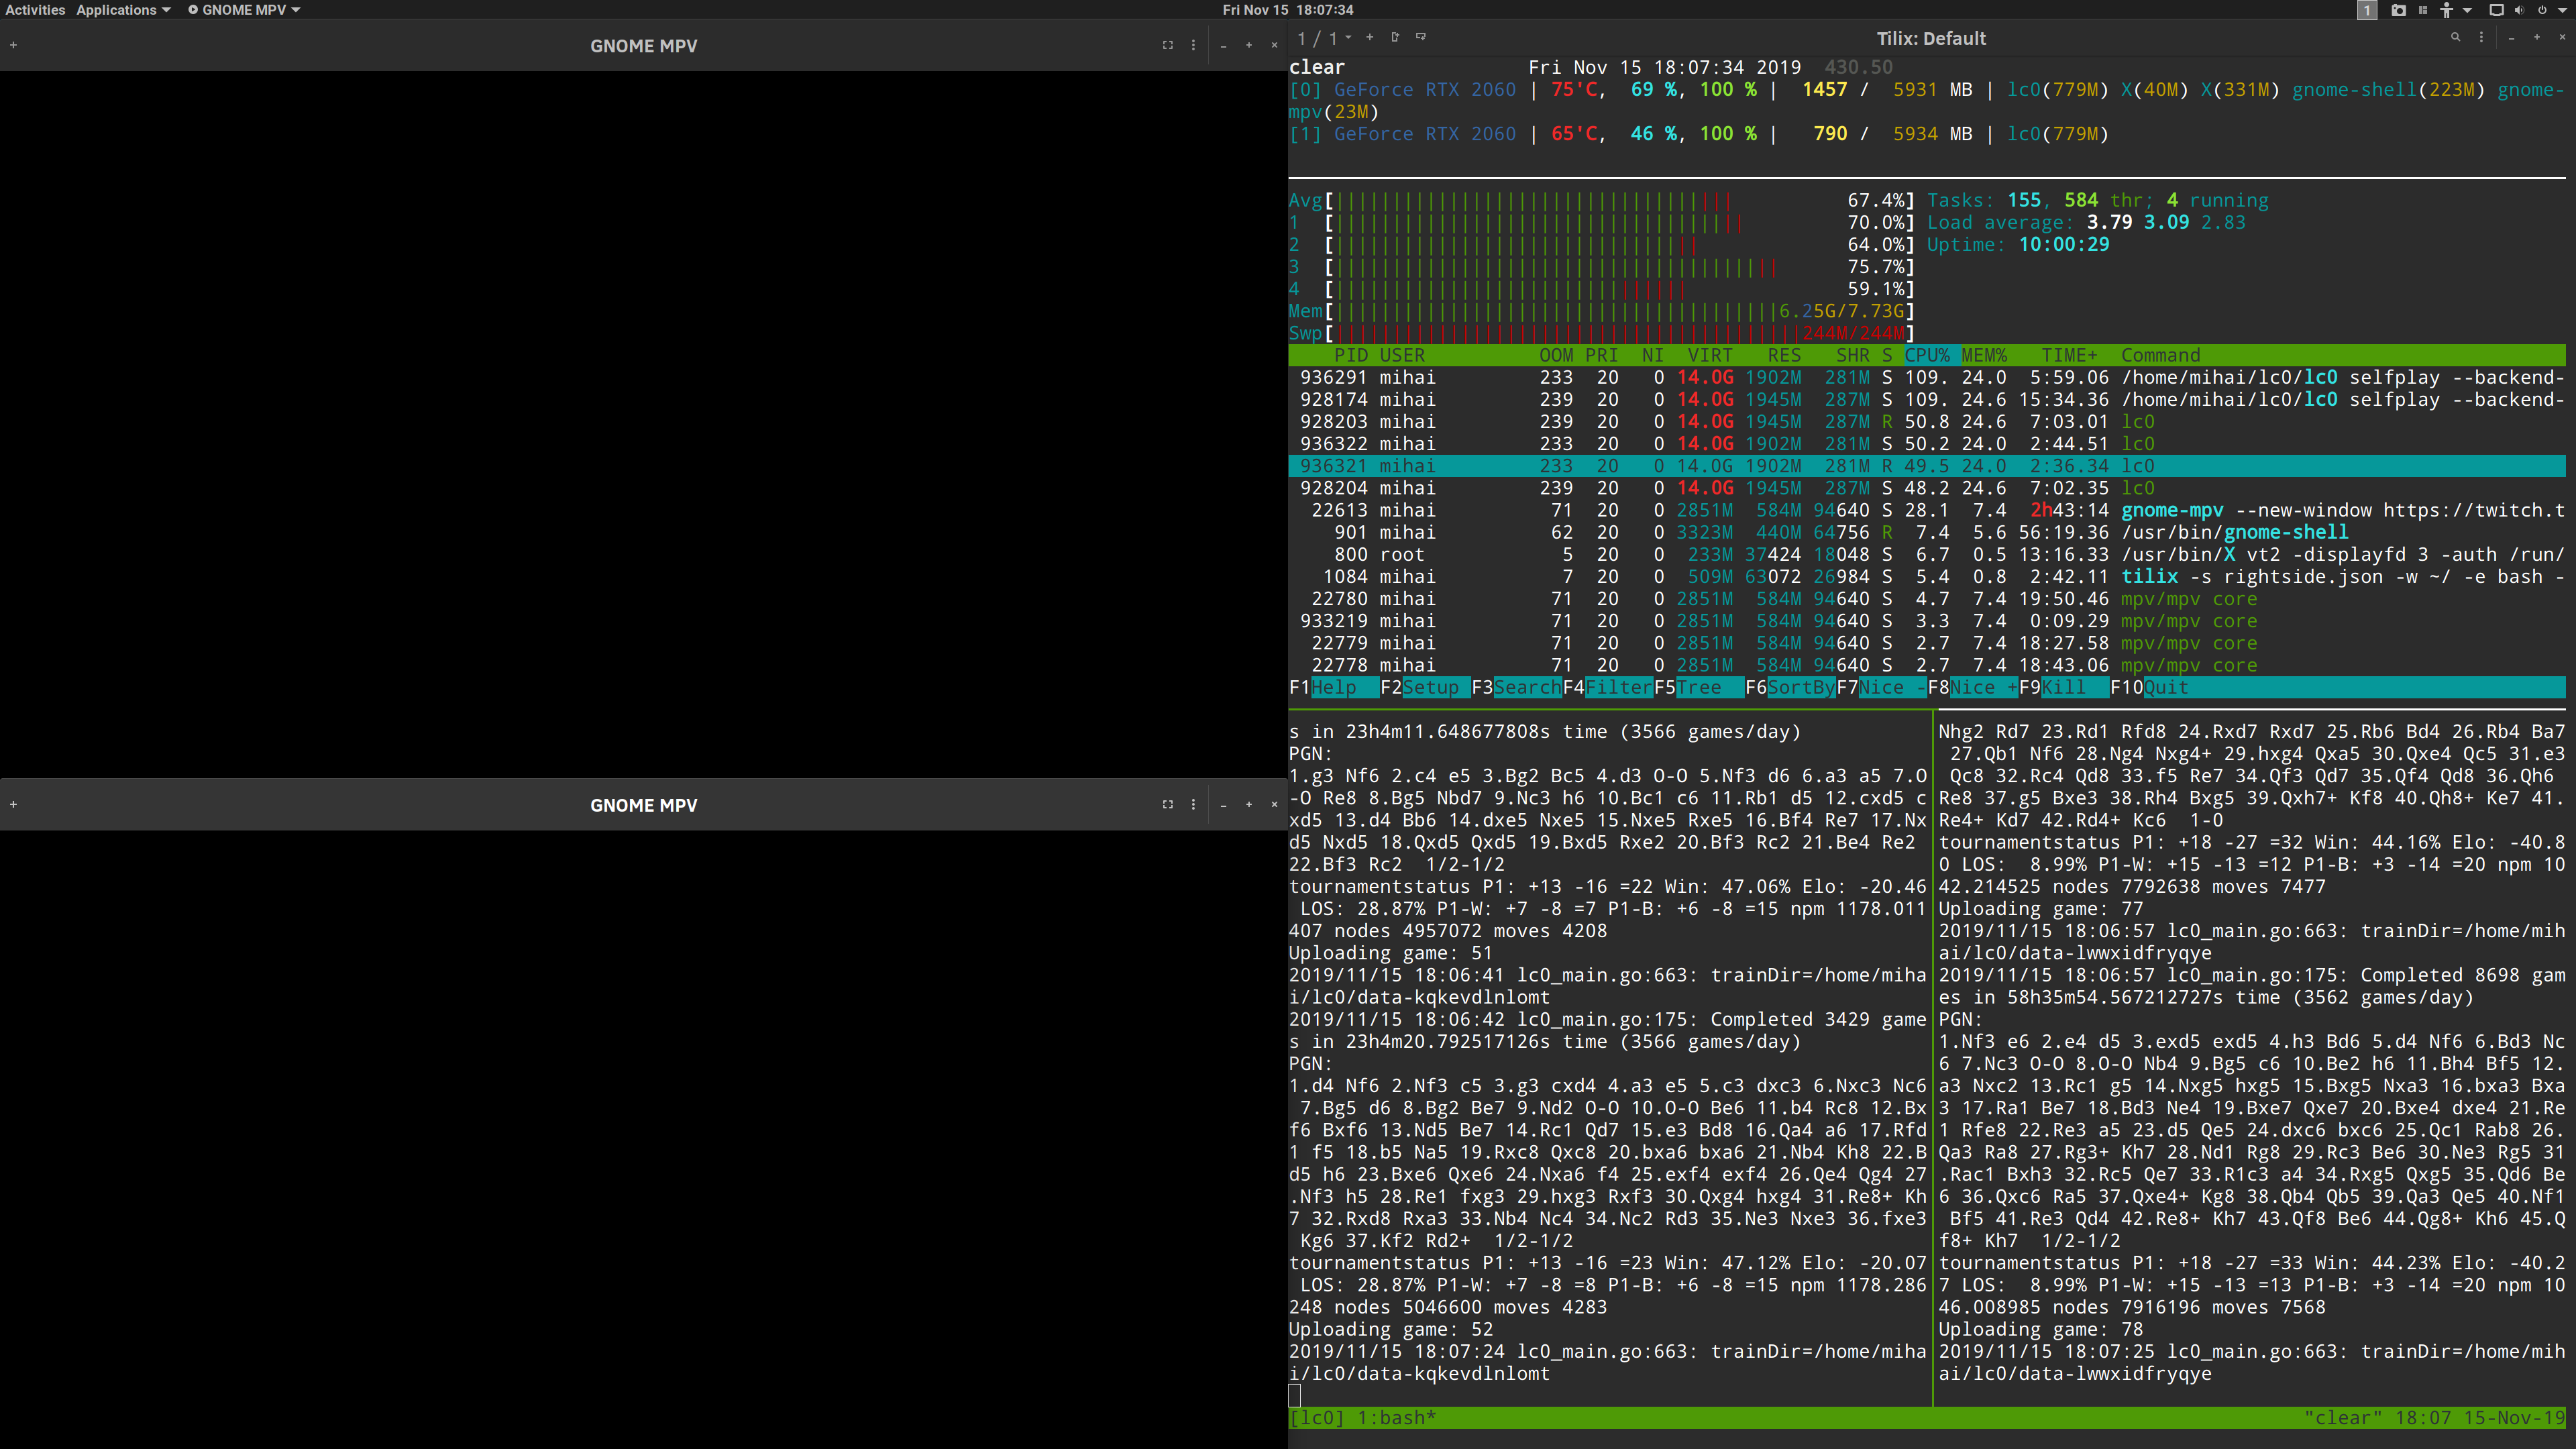 Activities Applications GNOME MPV Fri Nov 15 18:07:34 1
GNOME MPV
GNOME MPV
1 / 1 Tilix: Default
clear Fri Nov 15 18:07:34 2019 430.50
[0] GeForce RTX 2060 | 75'C, 69 %, 100 % | 1457 / 5931 MB | lc0(779M) X(40M) X(331M) gnome-shell(223M) gnome-
mpv(23M)
[1] GeForce RTX 2060 | 65'C, 46 %, 100 % | 790 / 5934 MB | lc0(779M)
Avg[ 67.4%] Tasks: 155, 584 thr; 4 running
1 [ 70.0%] Load average: 3.79 3.09 2.83
2 [ 64.0%] Uptime: 10:00:29
3 [ 75.7%]
4 [ 59.1%]
Mem[ 6.25G/7.73G]
Swp[ 244M/244M]
PID USER OOM PRI NI VIRT RES SHR S CPU% MEM% TIME+ Command
936291 mihai 233 20 0 14.0G 1902M 281M S 109. 24.0 5:59.06 /home/mihai/lc0/lc0 selfplay --backend-
928174 mihai 239 20 0 14.0G 1945M 287M S 109. 24.6 15:34.36 /home/mihai/lc0/lc0 selfplay --backend-
928203 mihai 239 20 0 14.0G 1945M 287M R 50.8 24.6 7:03.01 lc0
936322 mihai 233 20 0 14.0G 1902M 281M S 50.2 24.0 2:44.51 lc0
936321 mihai 233 20 0 14.0G 1902M 281M R 49.5 24.0 2:36.34 lc0
928204 mihai 239 20 0 14.0G 1945M 287M S 48.2 24.6 7:02.35 lc0
22613 mihai 71 20 0 2851M 584M 94640 S 28.1 7.4 2h43:14 gnome-mpv --new-window https://twitch.t
901 mihai 62 20 0 3323M 440M 64756 R 7.4 5.6 56:19.36 /usr/bin/gnome-shell
800 root 5 20 0 233M 37424 18048 S 6.7 0.5 13:16.33 /usr/bin/X vt2 -displayfd 3 -auth /run/
1084 mihai 7 20 0 509M 63072 26984 S 5.4 0.8 2:42.11 tilix -s rightside.json -w ~/ -e bash -
22780 mihai 71 20 0 2851M 584M 94640 S 4.7 7.4 19:50.46 mpv/mpv core
933219 mihai 71 20 0 2851M 584M 94640 S 3.3 7.4 0:09.29 mpv/mpv core
22779 mihai 71 20 0 2851M 584M 94640 S 2.7 7.4 18:27.58 mpv/mpv core
22778 mihai 71 20 0 2851M 584M 94640 S 2.7 7.4 18:43.06 mpv/mpv core
F1Help F2Setup F3SearchF4FilterF5Tree F6SortByF7Nice -F8Nice +F9Kill F10Quit
s in 23h4m11.648677808s time (3566 games/day)
PGN:
1.g3 Nf6 2.c4 e5 3.Bg2 Bc5 4.d3 O-O 5.Nf3 d6 6.a3 a5 7.O
-O Re8 8.Bg5 Nbd7 9.Nc3 h6 10.Bc1 c6 11.Rb1 d5 12.cxd5 c
xd5 13.d4 Bb6 14.dxe5 Nxe5 15.Nxe5 Rxe5 16.Bf4 Re7 17.Nx
d5 Nxd5 18.Qxd5 Qxd5 19.Bxd5 Rxe2 20.Bf3 Rc2 21.Be4 Re2
22.Bf3 Rc2 1/2-1/2
tournamentstatus P1: +13 -16 =22 Win: 47.06% Elo: -20.46
LOS: 28.87% P1-W: +7 -8 =7 P1-B: +6 -8 =15 npm 1178.011
407 nodes 4957072 moves 4208
Uploading game: 51
2019/11/15 18:06:41 lc0_main.go:663: trainDir=/home/miha
i/lc0/data-kqkevdlnlomt
2019/11/15 18:06:42 lc0_main.go:175: Completed 3429 game
s in 23h4m20.792517126s time (3566 games/day)
PGN:
1.d4 Nf6 2.Nf3 c5 3.g3 cxd4 4.a3 e5 5.c3 dxc3 6.Nxc3 Nc6
7.Bg5 d6 8.Bg2 Be7 9.Nd2 O-O 10.O-O Be6 11.b4 Rc8 12.Bx
f6 Bxf6 13.Nd5 Be7 14.Rc1 Qd7 15.e3 Bd8 16.Qa4 a6 17.Rfd
1 f5 18.b5 Na5 19.Rxc8 Qxc8 20.bxa6 bxa6 21.Nb4 Kh8 22.B
d5 h6 23.Bxe6 Qxe6 24.Nxa6 f4 25.exf4 exf4 26.Qe4 Qg4 27
.Nf3 h5 28.Re1 fxg3 29.hxg3 Rxf3 30.Qxg4 hxg4 31.Re8+ Kh
7 32.Rxd8 Rxa3 33.Nb4 Nc4 34.Nc2 Rd3 35.Ne3 Nxe3 36.fxe3
Kg6 37.Kf2 Rd2+ 1/2-1/2
tournamentstatus P1: +13 -16 =23 Win: 47.12% Elo: -20.07
LOS: 28.87% P1-W: +7 -8 =8 P1-B: +6 -8 =15 npm 1178.286
248 nodes 5046600 moves 4283
Uploading game: 52
2019/11/15 18:07:24 lc0_main.go:663: trainDir=/home/miha
i/lc0/data-kqkevdlnlomt
Nhg2 Rd7 23.Rd1 Rfd8 24.Rxd7 Rxd7 25.Rb6 Bd4 26.Rb4 Ba7
27.Qb1 Nf6 28.Ng4 Nxg4+ 29.hxg4 Qxa5 30.Qxe4 Qc5 31.e3
Qc8 32.Rc4 Qd8 33.f5 Re7 34.Qf3 Qd7 35.Qf4 Qd8 36.Qh6
Re8 37.g5 Bxe3 38.Rh4 Bxg5 39.Qxh7+ Kf8 40.Qh8+ Ke7 41.
Re4+ Kd7 42.Rd4+ Kc6 1-0
tournamentstatus P1: +18 -27 =32 Win: 44.16% Elo: -40.8
0 LOS: 8.99% P1-W: +15 -13 =12 P1-B: +3 -14 =20 npm 10
42.214525 nodes 7792638 moves 7477
Uploading game: 77
2019/11/15 18:06:57 lc0_main.go:663: trainDir=/home/mih
ai/lc0/data-lwwxidfryqye
2019/11/15 18:06:57 lc0_main.go:175: Completed 8698 gam
es in 58h35m54.567212727s time (3562 games/day)
PGN:
1.Nf3 e6 2.e4 d5 3.exd5 exd5 4.h3 Bd6 5.d4 Nf6 6.Bd3 Nc
6 7.Nc3 O-O 8.O-O Nb4 9.Bg5 c6 10.Be2 h6 11.Bh4 Bf5 12.
a3 Nxc2 13.Rc1 g5 14.Nxg5 hxg5 15.Bxg5 Nxa3 16.bxa3 Bxa
3 17.Ra1 Be7 18.Bd3 Ne4 19.Bxe7 Qxe7 20.Bxe4 dxe4 21.Re
1 Rfe8 22.Re3 a5 23.d5 Qe5 24.dxc6 bxc6 25.Qc1 Rab8 26.
Qa3 Ra8 27.Rg3+ Kh7 28.Nd1 Rg8 29.Rc3 Be6 30.Ne3 Rg5 31
.Rac1 Bxh3 32.Rc5 Qe7 33.R1c3 a4 34.Rxg5 Qxg5 35.Qd6 Be
6 36.Qxc6 Ra5 37.Qxe4+ Kg8 38.Qb4 Qb5 39.Qa3 Qe5 40.Nf1
Bf5 41.Re3 Qd4 42.Re8+ Kh7 43.Qf8 Be6 44.Qg8+ Kh6 45.Q
f8+ Kh7 1/2-1/2
tournamentstatus P1: +18 -27 =33 Win: 44.23% Elo: -40.2
7 LOS: 8.99% P1-W: +15 -13 =13 P1-B: +3 -14 =20 npm 10
46.008985 nodes 7916196 moves 7568
Uploading game: 78
2019/11/15 18:07:25 lc0_main.go:663: trainDir=/home/mih
ai/lc0/data-lwwxidfryqye
[lc0] 1:bash* "clear" 18:07 15-Nov-19